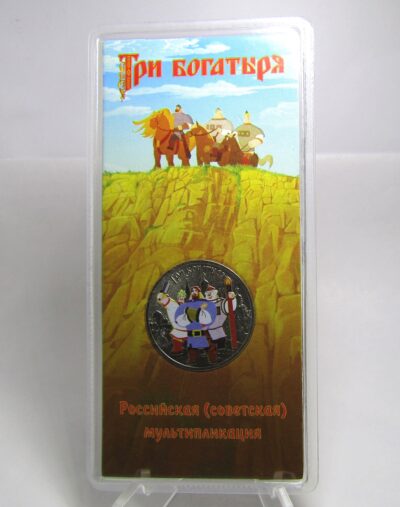 Три богатыря
Российская (советская)
мультипликация